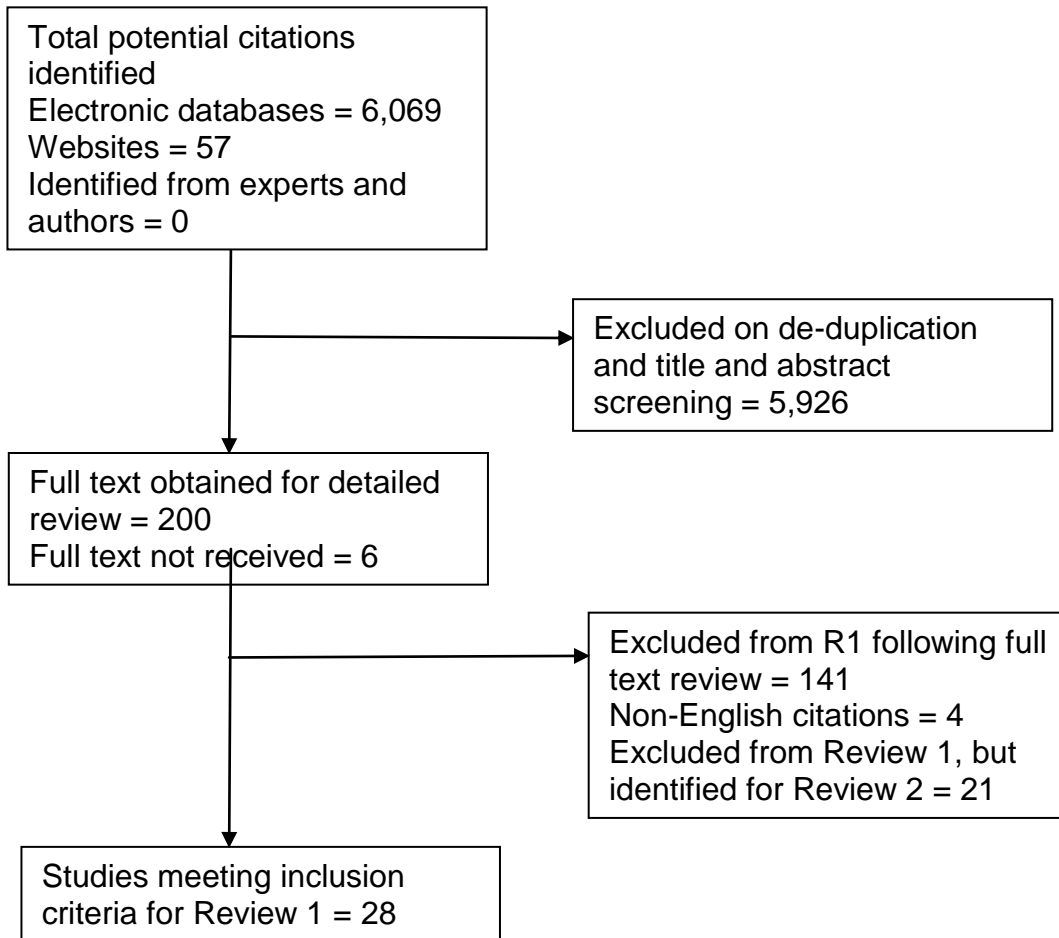 Total potential citations
identified
Electronic databases = 6,069
Websites = 57
Identified from experts and
authors = 0
Excluded on de-duplication
and title and abstract
screening = 5,926
Full text obtained for detailed
review = 200
Full text not received = 6
Excluded from R1 following full
text review = 141
Non-English citations = 4
Excluded from Review 1, but
identified for Review 2 = 21
Studies meeting inclusion
criteria for Review 1 = 28